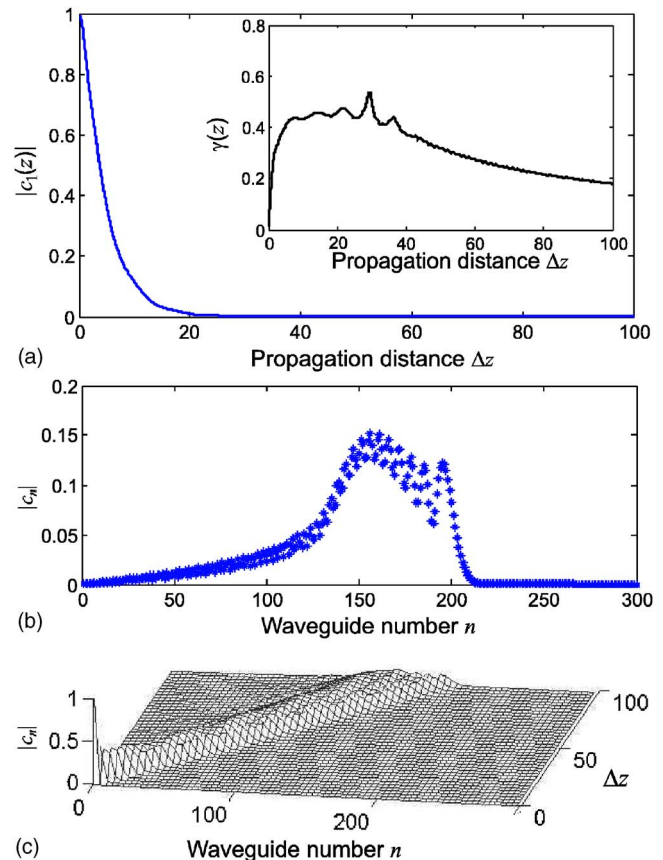 1
0.8
0.6
0.4
0.2
0
|c₁(z)|
0 20 40 60 80 100
Propagation distance Δz
(a)
0.8
0.6
0.4
0.2
0
γ(z)
0 20 40 60 80 100
Propagation distance Δz
0.2
0.15
0.1
0.05
0
|cₙ|
0 50 100 150 200 250 300
Waveguide number n
(b)
1
0.5
0
|cₙ|
0 100 200
Waveguide number n
100
50
0
Δz
(c)